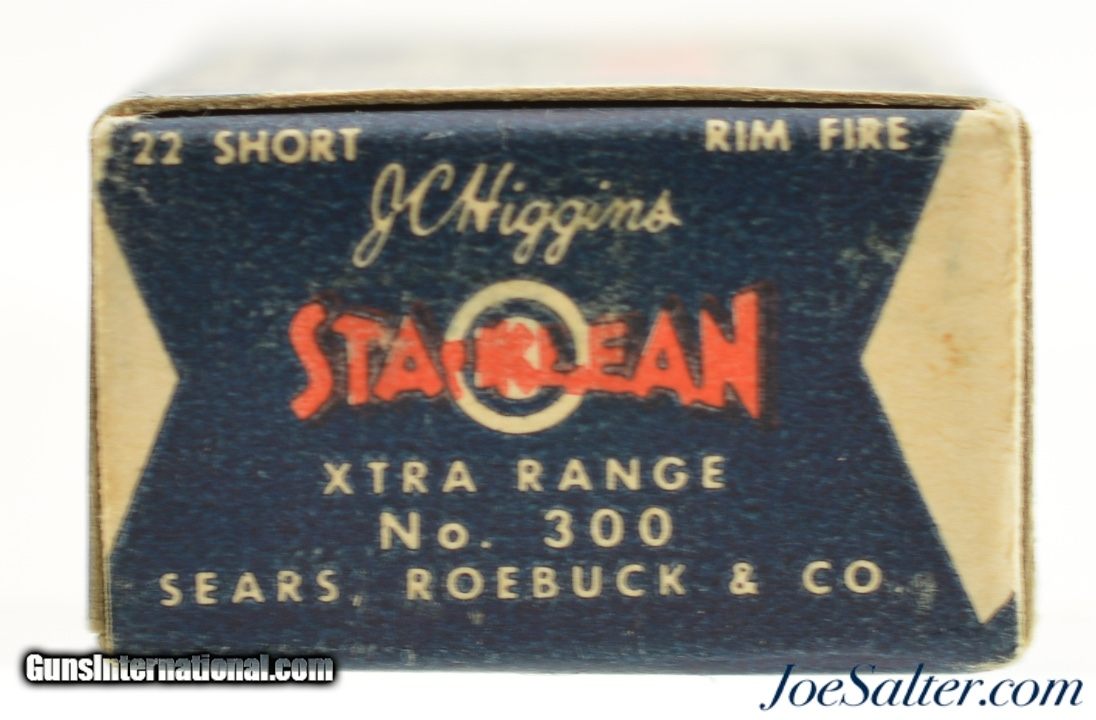 22 SHORT RIM FIRE
J.C.Higgins
STA-KLEAN
XTRA RANGE
No. 300
SEARS, ROEBUCK & CO.
GunsInternational.com
JoeSalter.com